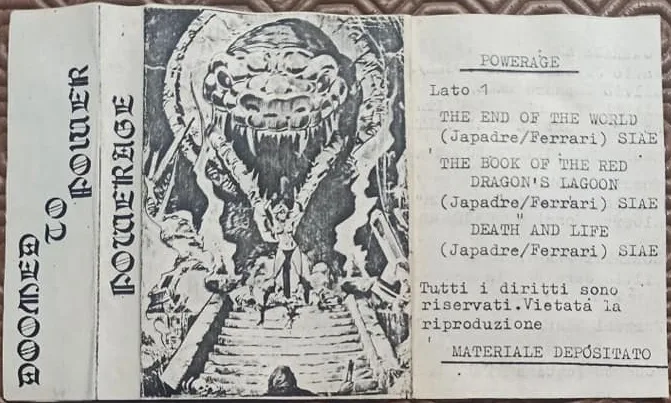 DOOMED
TO
POWER
POWERAGE
POWERAGE
Lato 1
THE END OF THE WORLD
(Japadre/Ferrari) SIAE
THE BOOK OF THE RED
DRAGON'S LAGOON
(Japadre/Ferrari) SIAE
DEATH AND LIFE
(Japadre/Ferrari) SIAE
Tutti i diritti sono
riservati.Vietata la
riproduzione
MATERIALE DEPOSITATO